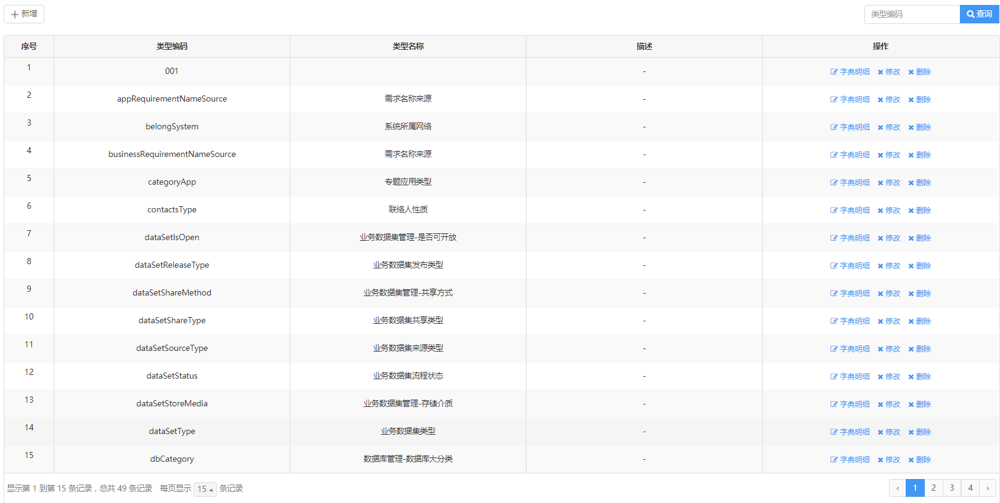 新增
类型编码 查询
序号 类型编码 类型名称 描述 操作
1 001 - 字典明细 修改 删除
2 appRequirementNameSource 需求名称来源 - 字典明细 修改 删除
3 belongSystem 系统所属网络 - 字典明细 修改 删除
4 businessRequirementNameSource 需求名称来源 - 字典明细 修改 删除
5 categoryApp 专题应用类型 - 字典明细 修改 删除
6 contactsType 联络人性质 - 字典明细 修改 删除
7 dataSetIsOpen 业务数据集管理-是否可开放 - 字典明细 修改 删除
8 dataSetReleaseType 业务数据集发布类型 - 字典明细 修改 删除
9 dataSetShareMethod 业务数据集管理-共享方式 - 字典明细 修改 删除
10 dataSetShareType 业务数据集共享类型 - 字典明细 修改 删除
11 dataSetSourceType 业务数据集来源类型 - 字典明细 修改 删除
12 dataSetStatus 业务数据集流程状态 - 字典明细 修改 删除
13 dataSetStoreMedia 业务数据集管理-存储介质 - 字典明细 修改 删除
14 dataSetType 业务数据集类型 - 字典明细 修改 删除
15 dbCategory 数据库管理-数据库大分类 - 字典明细 修改 删除
显示第 1 到第 15 条记录，总共 49 条记录 每页显示 15 条记录 ‹ 1 2 3 4 ›